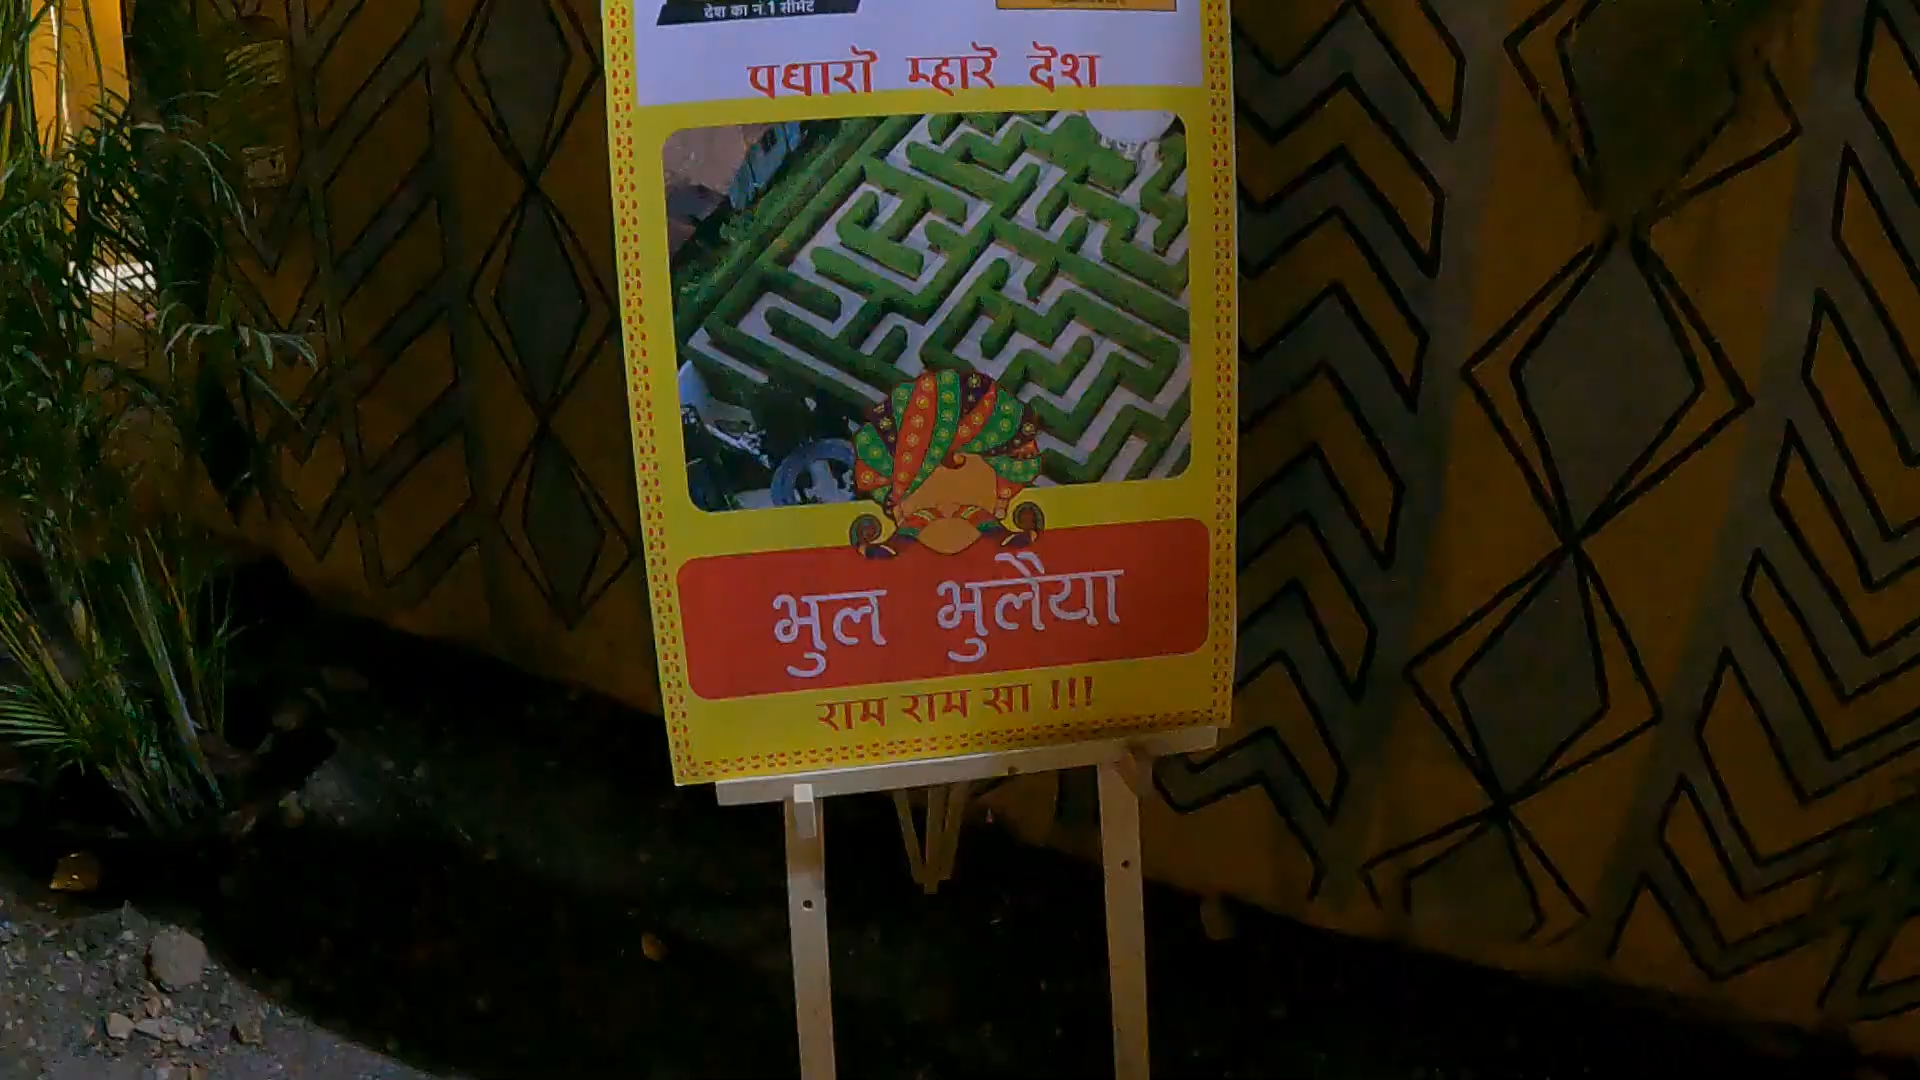 देश का नं.1 सीमेंट
पधारो म्हारे देश
भुल भुलैया
राम राम सा !!!